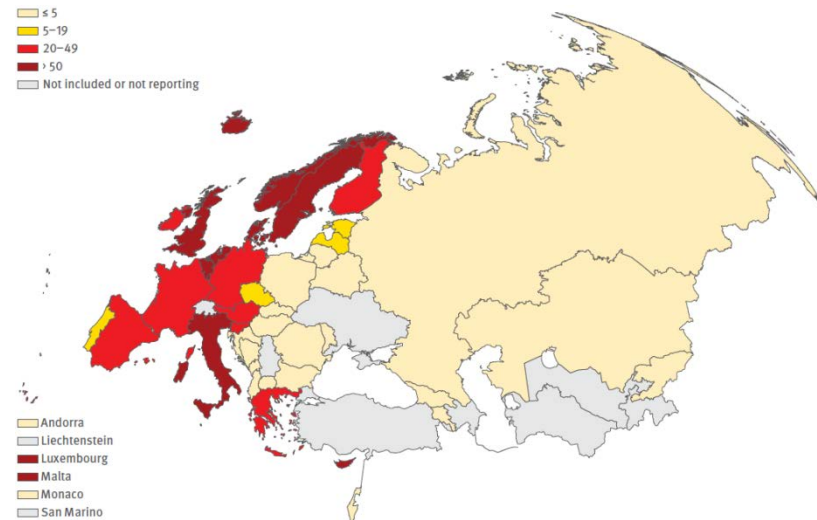 ≤ 5
5–19
20–49
› 50
Not included or not reporting
Andorra
Liechtenstein
Luxembourg
Malta
Monaco
San Marino